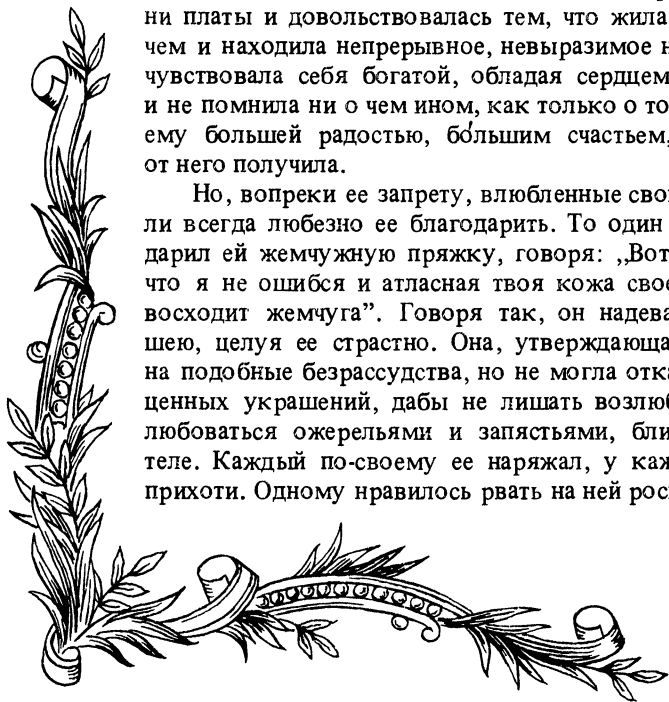 ни платы и довольствовалась тем, что жила
чем и находила непрерывное, невыразимое н
чувствовала себя богатой, обладая сердцем
и не помнила ни о чем ином, как только о то
ему большей радостью, бо́льшим счастьем,
от него получила.
Но, вопреки ее запрету, влюбленные сво
ли всегда любезно ее благодарить. То один
дарил ей жемчужную пряжку, говоря: „Вот
что я не ошибся и атласная твоя кожа свое
восходит жемчуга”. Говоря так, он надева
шею, целуя ее страстно. Она, утверждающа
на подобные безрассудства, но не могла отка
ценных украшений, дабы не лишать возлюб
любоваться ожерельями и запястьями, бли
теле. Каждый по-своему ее наряжал, у каж
прихоти. Одному нравилось рвать на ней рос